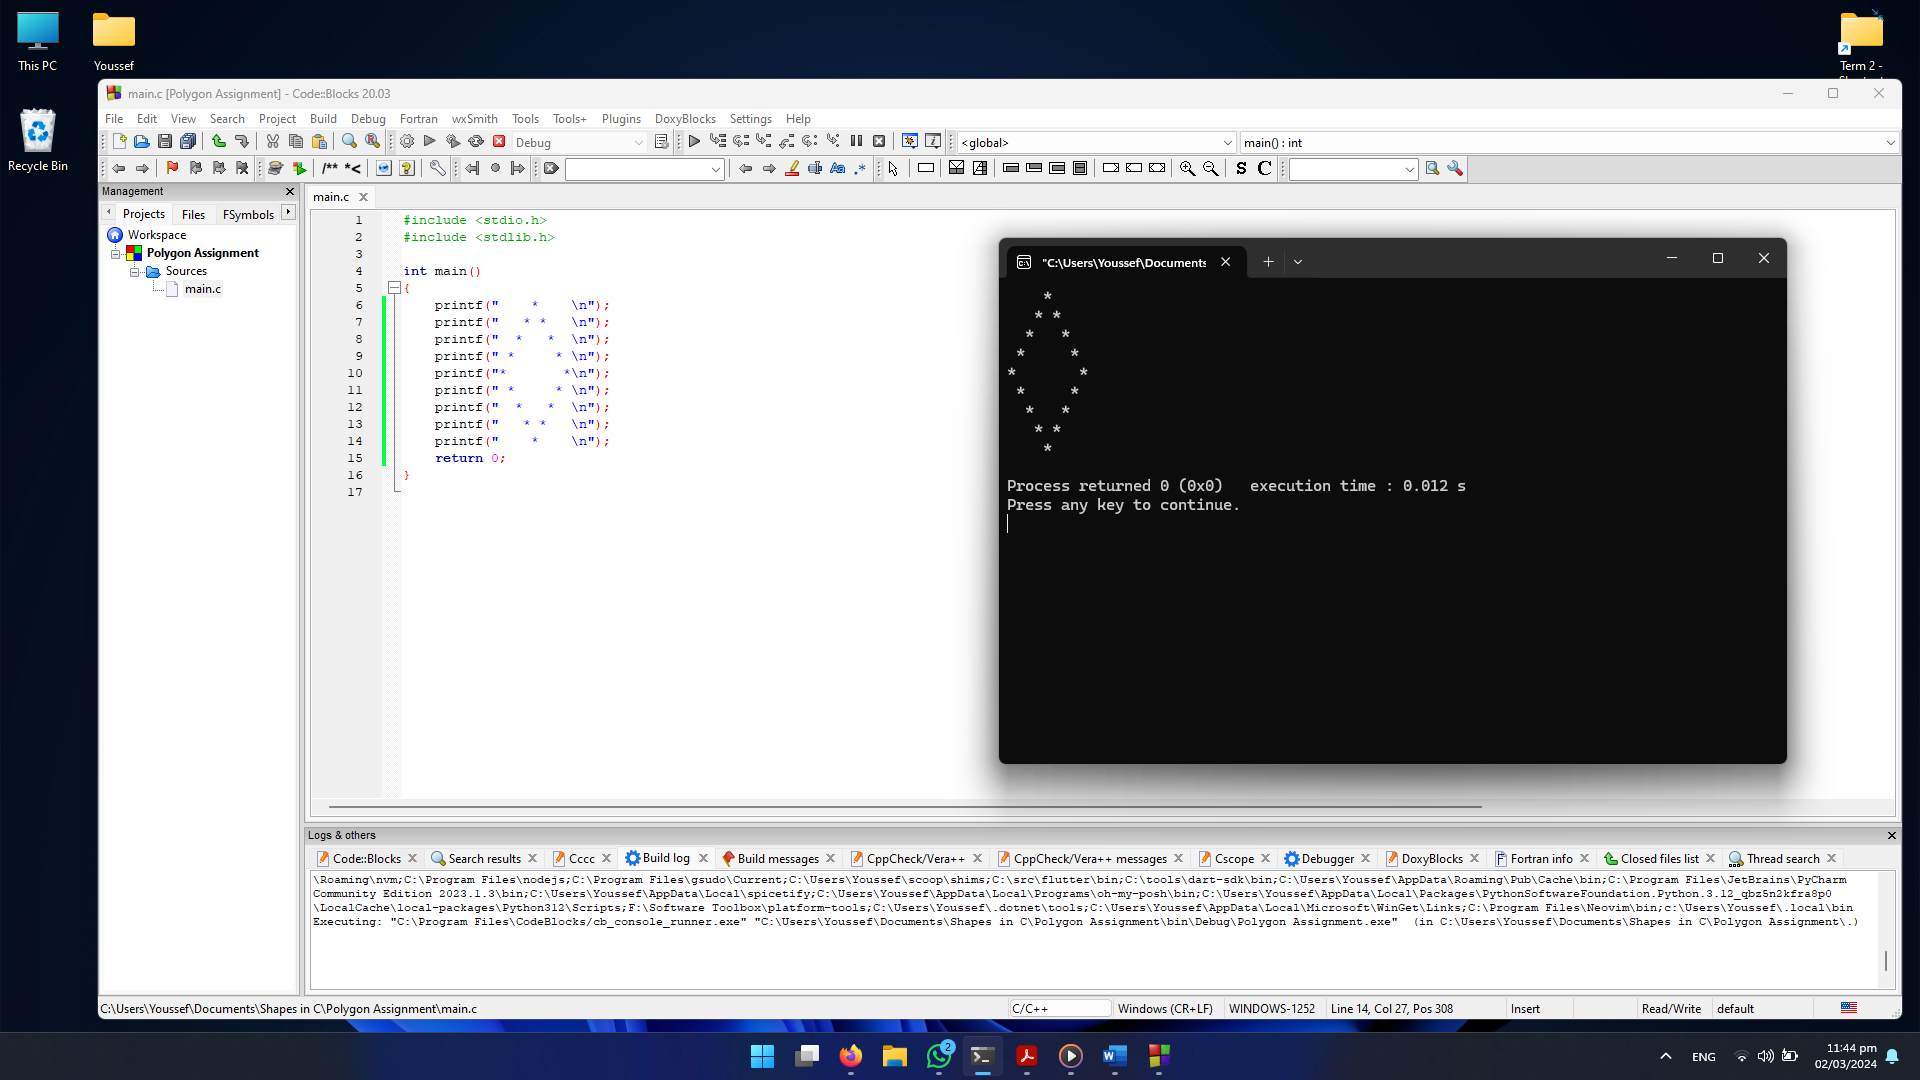 This PC
Youssef
Term 2 -
Recycle Bin
main.c [Polygon Assignment] - Code::Blocks 20.03
File Edit View Search Project Build Debug Fortran wxSmith Tools Tools+ Plugins DoxyBlocks Settings Help
Debug
<global>
main() : int
/** *<
Aa .*
S C
Management
Projects Files FSymbols
Workspace
Polygon Assignment
Sources
main.c
main.c
1 #include <stdio.h>
2 #include <stdlib.h>
3
4 int main()
5 {
6     printf("    *    \n");
7     printf("   * *   \n");
8     printf("  *   *  \n");
9     printf(" *     * \n");
10     printf("*       *\n");
11     printf(" *     * \n");
12     printf("  *   *  \n");
13     printf("   * *   \n");
14     printf("    *    \n");
15     return 0;
16 }
17
"C:\Users\Youssef\Documents
    *
   * *
  *   *
 *     *
*       *
 *     *
  *   *
   * *
    *
Process returned 0 (0x0)   execution time : 0.012 s
Press any key to continue.
Logs & others
Code::Blocks Search results Cccc Build log Build messages CppCheck/Vera++ CppCheck/Vera++ messages Cscope Debugger DoxyBlocks Fortran info Closed files list Thread search
\Roaming\nvm;C:\Program Files\nodejs;C:\Program Files\gsudo\Current;C:\Users\Youssef\scoop\shims;C:\src\flutter\bin;C:\tools\dart-sdk\bin;C:\Users\Youssef\AppData\Roaming\Pub\Cache\bin;C:\Program Files\JetBrains\PyCharm
Community Edition 2023.1.3\bin;C:\Users\Youssef\AppData\Local\spicetify;C:\Users\Youssef\AppData\Local\Programs\oh-my-posh\bin;C:\Users\Youssef\AppData\Local\Packages\PythonSoftwareFoundation.Python.3.12_qbz5n2kfra8p0
\LocalCache\local-packages\Python312\Scripts;F:\Software Toolbox\platform-tools;C:\Users\Youssef\.dotnet\tools;C:\Users\Youssef\AppData\Local\Microsoft\WinGet\Links;C:\Program Files\Neovim\bin;c:\Users\Youssef\.local\bin
Executing: "C:\Program Files\CodeBlocks/cb_console_runner.exe" "C:\Users\Youssef\Documents\Shapes in C\Polygon Assignment\bin\Debug\Polygon Assignment.exe"  (in C:\Users\Youssef\Documents\Shapes in C\Polygon Assignment\.)
C:\Users\Youssef\Documents\Shapes in C\Polygon Assignment\main.c
C/C++ Windows (CR+LF) WINDOWS-1252 Line 14, Col 27, Pos 308 Insert Read/Write default
2
ENG
11:44 pm
02/03/2024